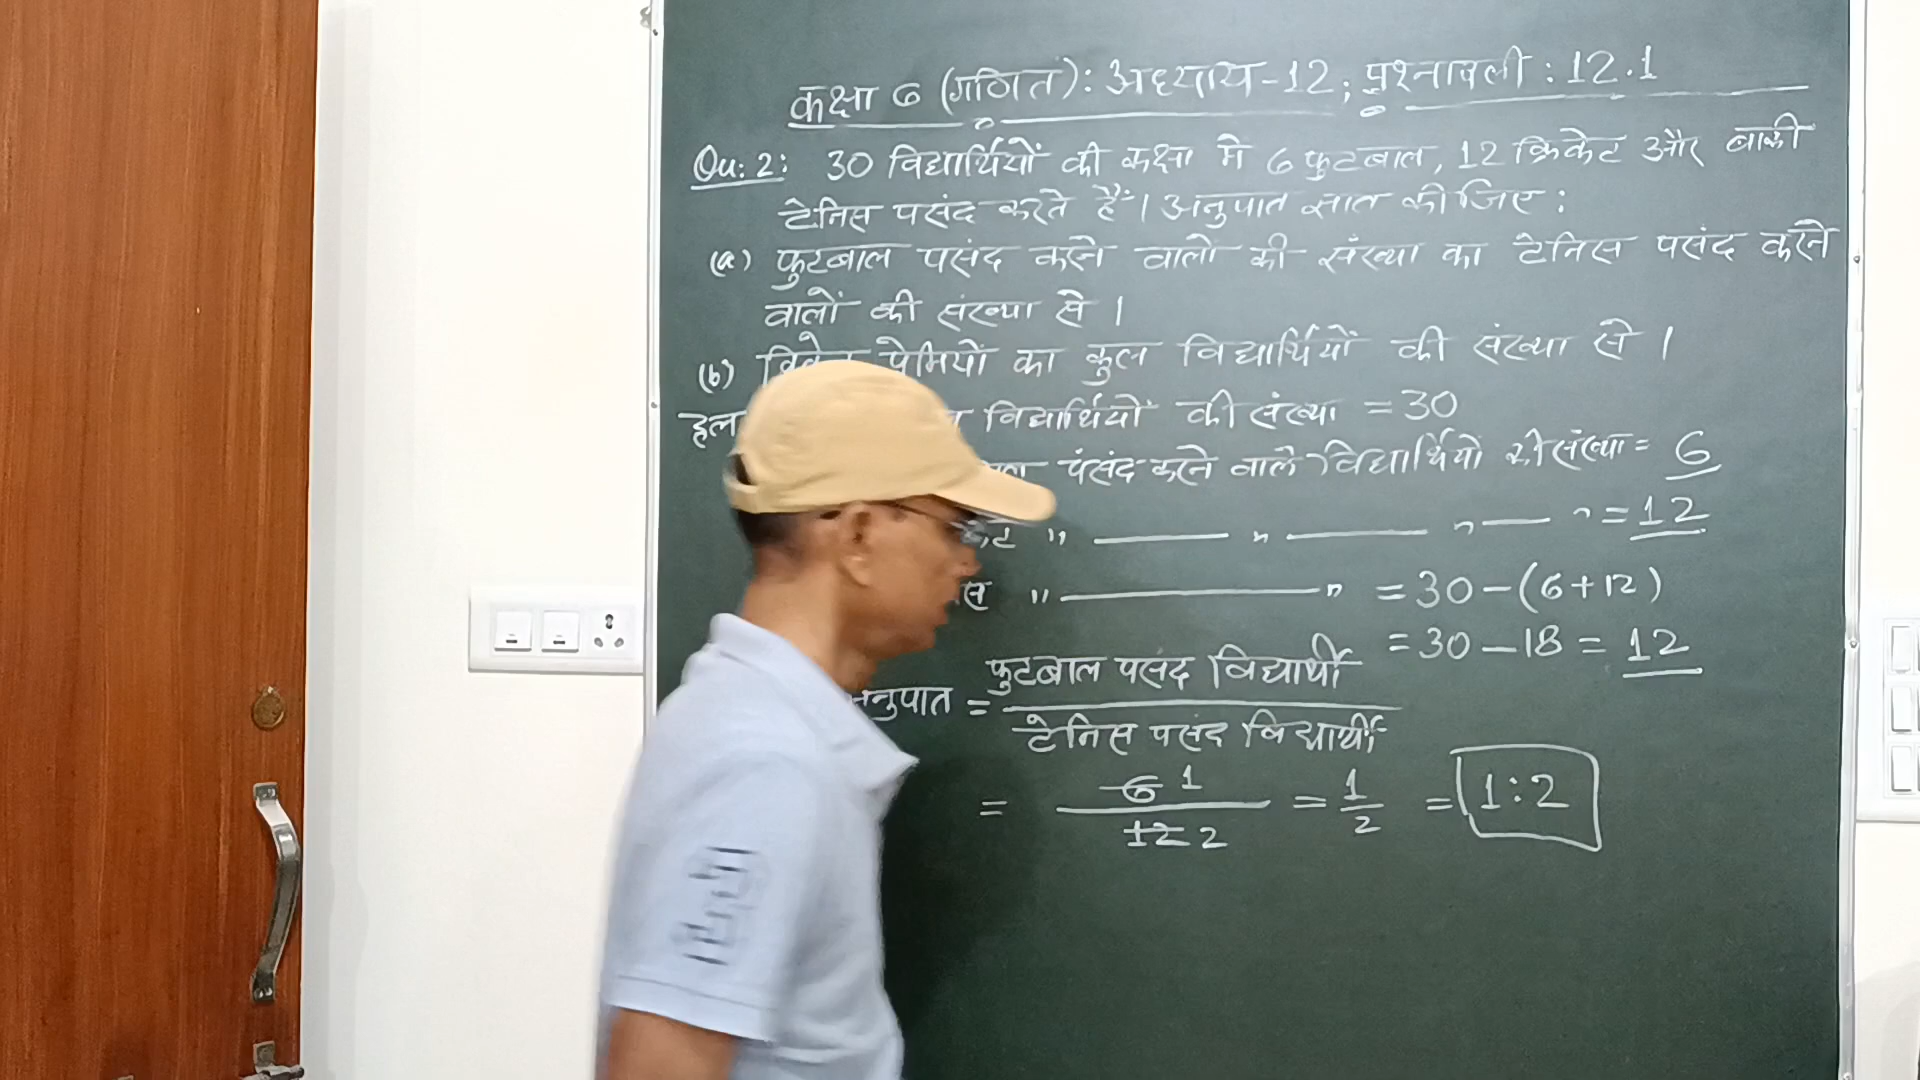 कक्षा 6 (गणित): अध्याय-12; प्रश्नावली: 12.1
Qu: 2: 30 विद्यार्थियों की कक्षा मे 6 फुटबाल, 12 क्रिकेट और बाकी
टेनिस पसंद करते हैं। अनुपात ज्ञात कीजिए:
(a) फुटबाल पसंद करने वालो की संख्या का टेनिस पसंद करने
वालों की संख्या से।
(b) प्रेमियों का कुल विद्यार्थियों की संख्या से।
हल विद्यार्थियों की संख्या = 30
पंसंद करने वाले विद्यार्थियों की संख्या = 6
" — " — " — " = 12
" — " = 30-(6+12)
= 30-18 = 12
अनुपात = फुटबाल पसंद विद्यार्थी
टेनिस पसंद विद्यार्थी
= 6 1 / 12 2 = 1/2 = 1:2